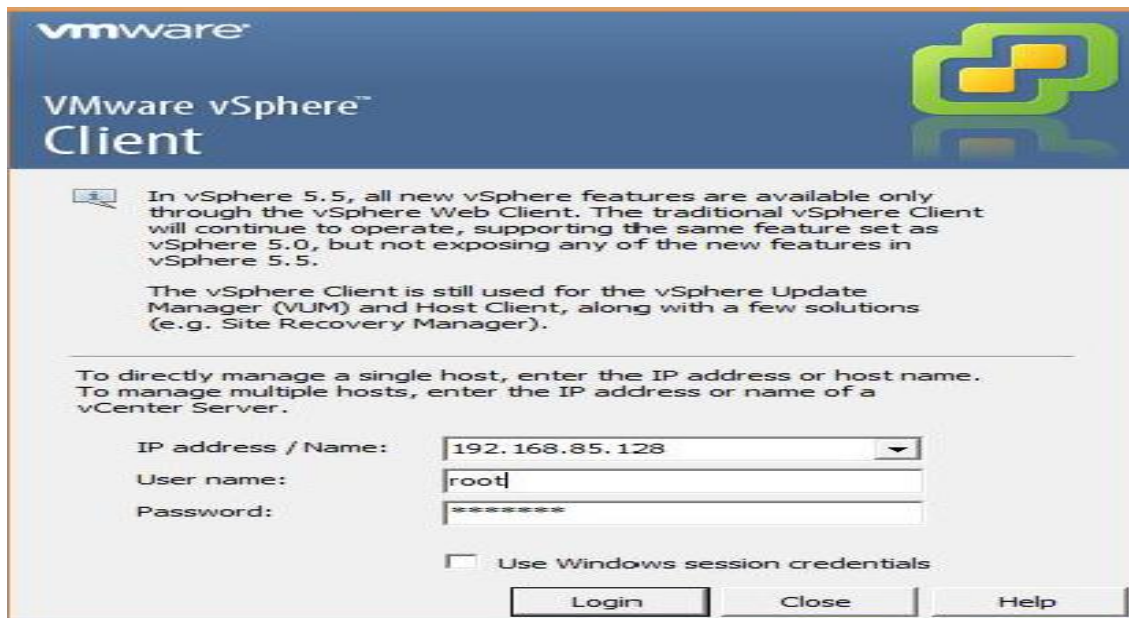 vmware
VMware vSphere™
Client
In vSphere 5.5, all new vSphere features are available only
through the vSphere Web Client. The traditional vSphere Client
will continue to operate, supporting the same feature set as
vSphere 5.0, but not exposing any of the new features in
vSphere 5.5.
The vSphere Client is still used for the vSphere Update
Manager (VUM) and Host Client, along with a few solutions
(e.g. Site Recovery Manager).
To directly manage a single host, enter the IP address or host name.
To manage multiple hosts, enter the IP address or name of a
vCenter Server.
IP address / Name: 192.168.85.128
User name: root
Password: *******
Use Windows session credentials
Login Close Help